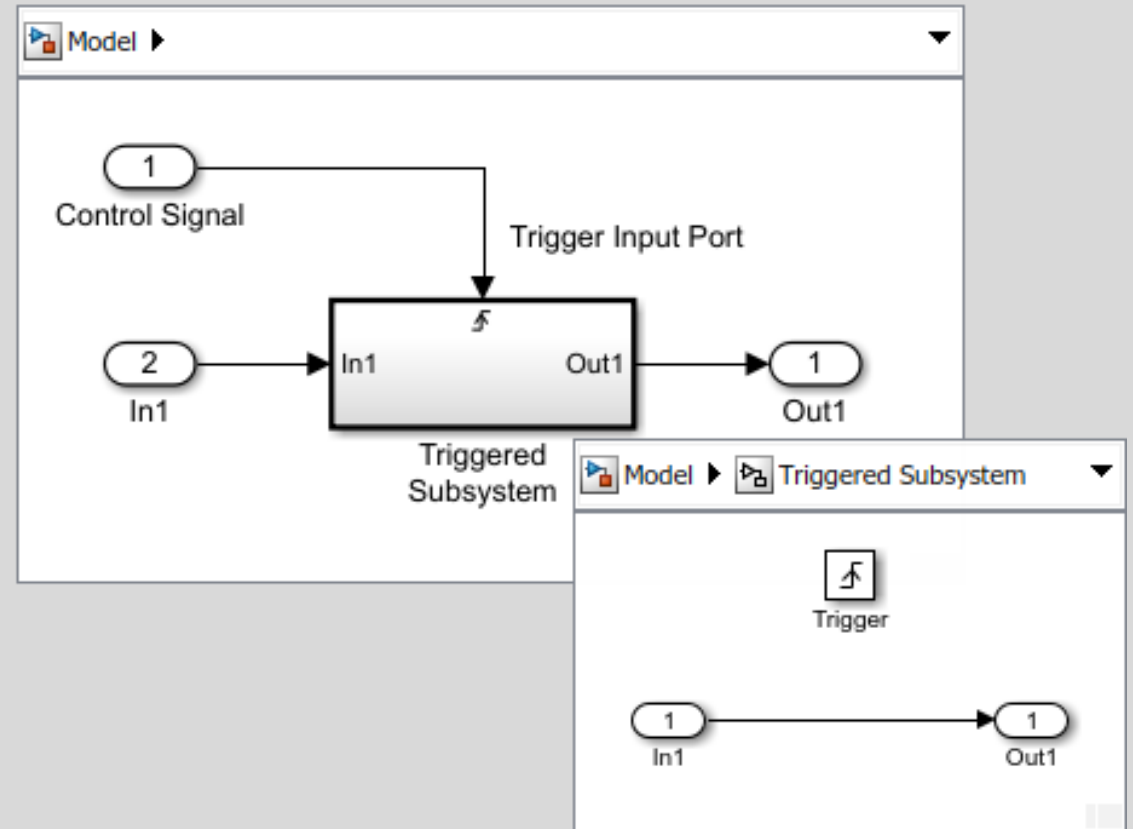 Model
1
Control Signal
Trigger Input Port
2
In1
In1
Out1
1
Out1
Triggered
Subsystem
Model
Triggered Subsystem
Trigger
1
In1
1
Out1